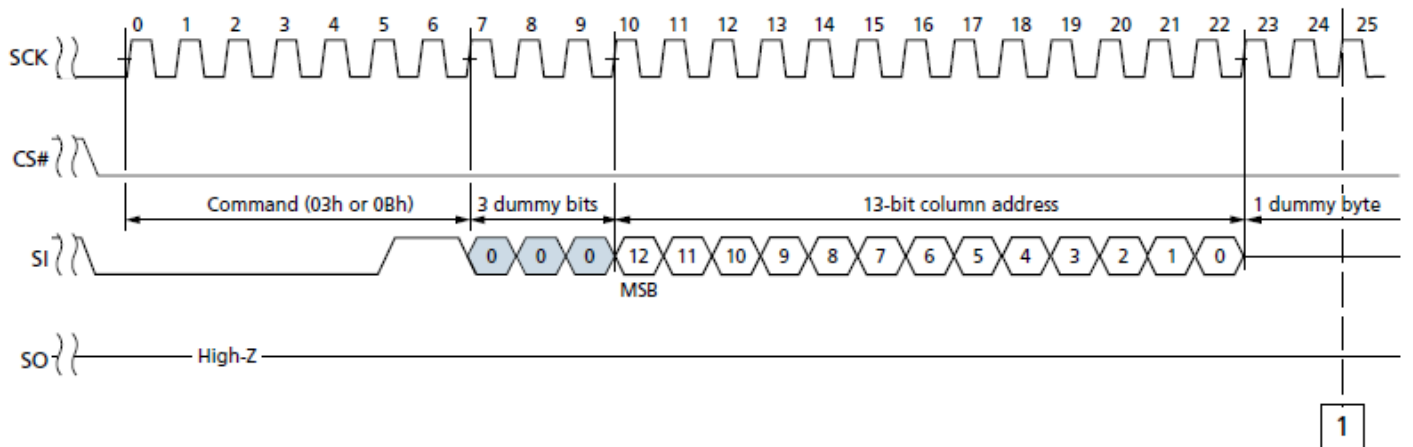 0 1 2 3 4 5 6 7 8 9 10 11 12 13 14 15 16 17 18 19 20 21 22 23 24 25
SCK
CS#
Command (03h or 0Bh) 3 dummy bits 13-bit column address 1 dummy byte
SI 0 0 0 12 11 10 9 8 7 6 5 4 3 2 1 0
MSB
SO High-Z
1